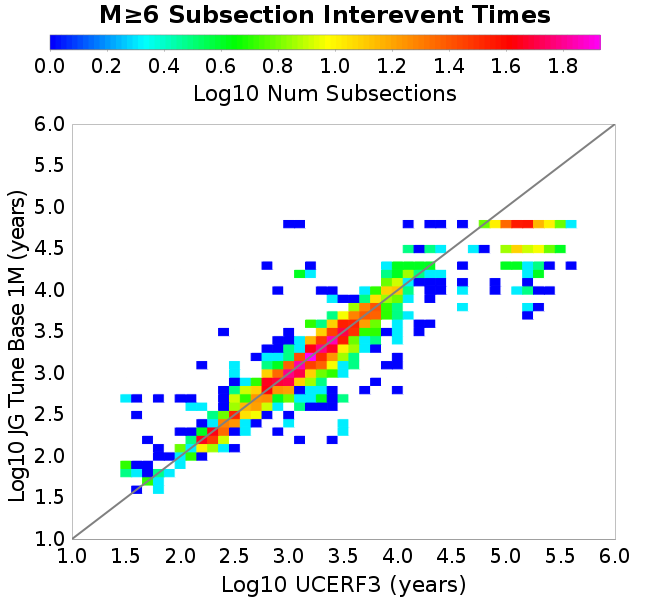 M≥6 Subsection Interevent Times
0.0 0.2 0.4 0.6 0.8 1.0 1.2 1.4 1.6 1.8
Log10 Num Subsections
6.0
5.5
5.0
4.5
4.0
3.5
3.0
2.5
2.0
1.5
1.0
Log10 JG Tune Base 1M (years)
1.0 1.5 2.0 2.5 3.0 3.5 4.0 4.5 5.0 5.5 6.0
Log10 UCERF3 (years)